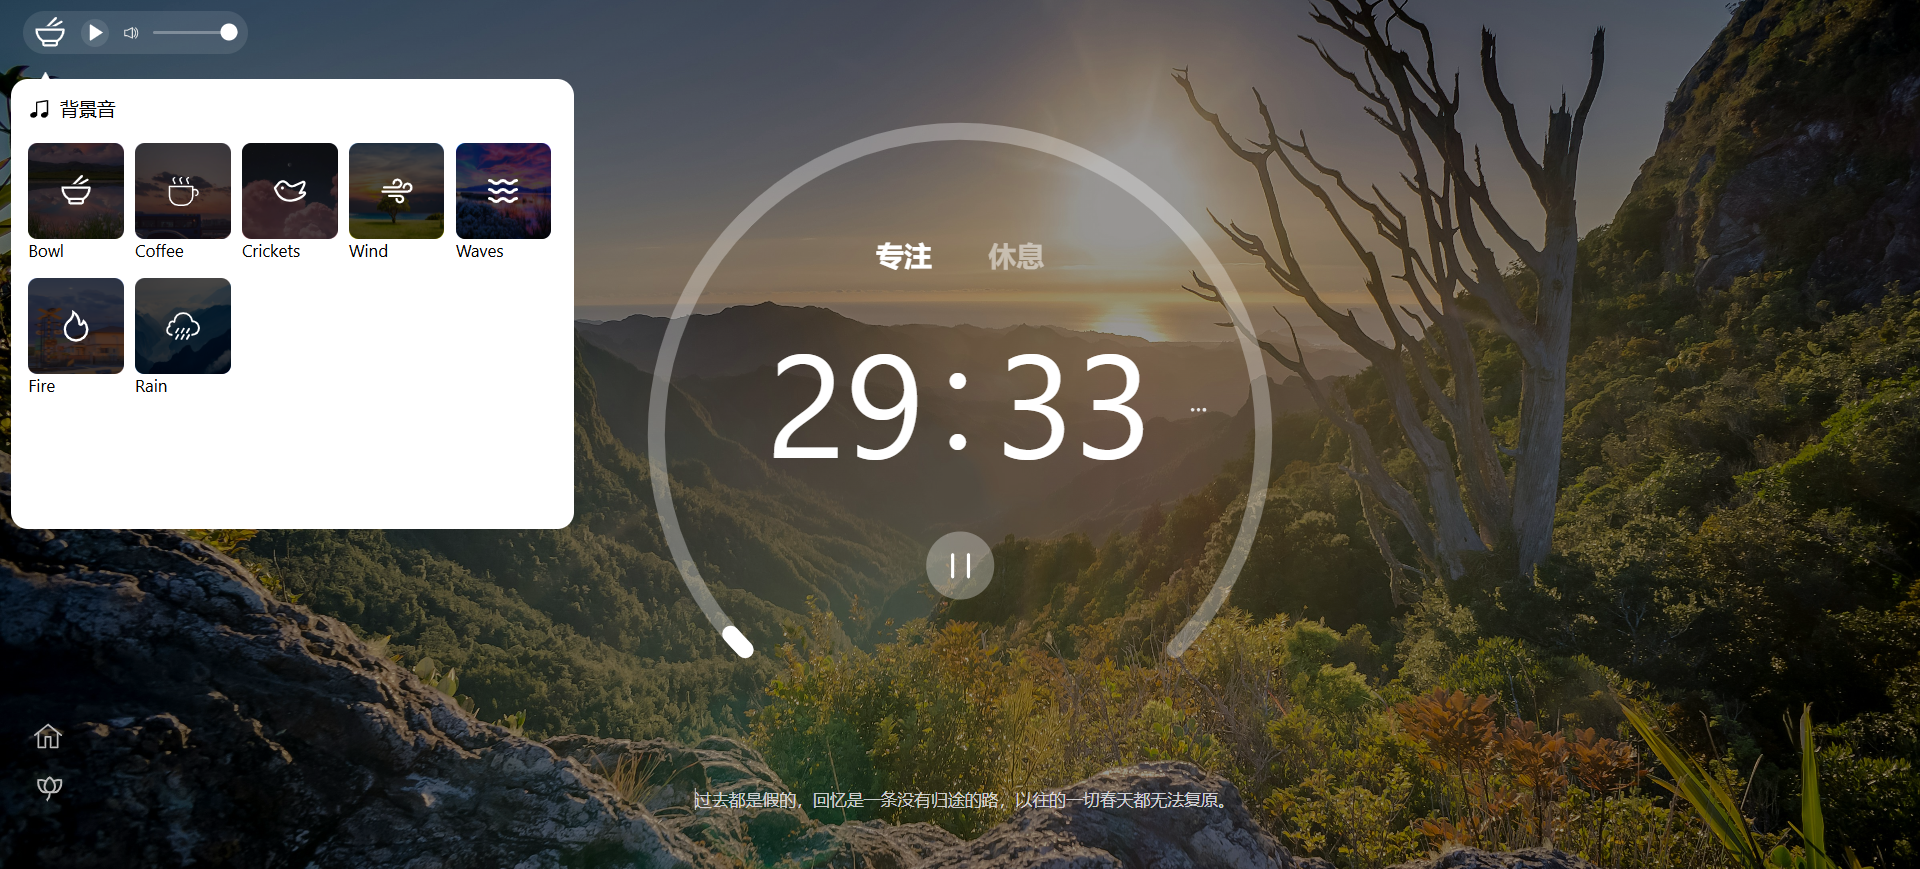 背景音
Bowl
Coffee
Crickets
Wind
Waves
Fire
Rain
专注
休息
29:33
过去都是假的，回忆是一条没有归途的路，以往的一切春天都无法复原。